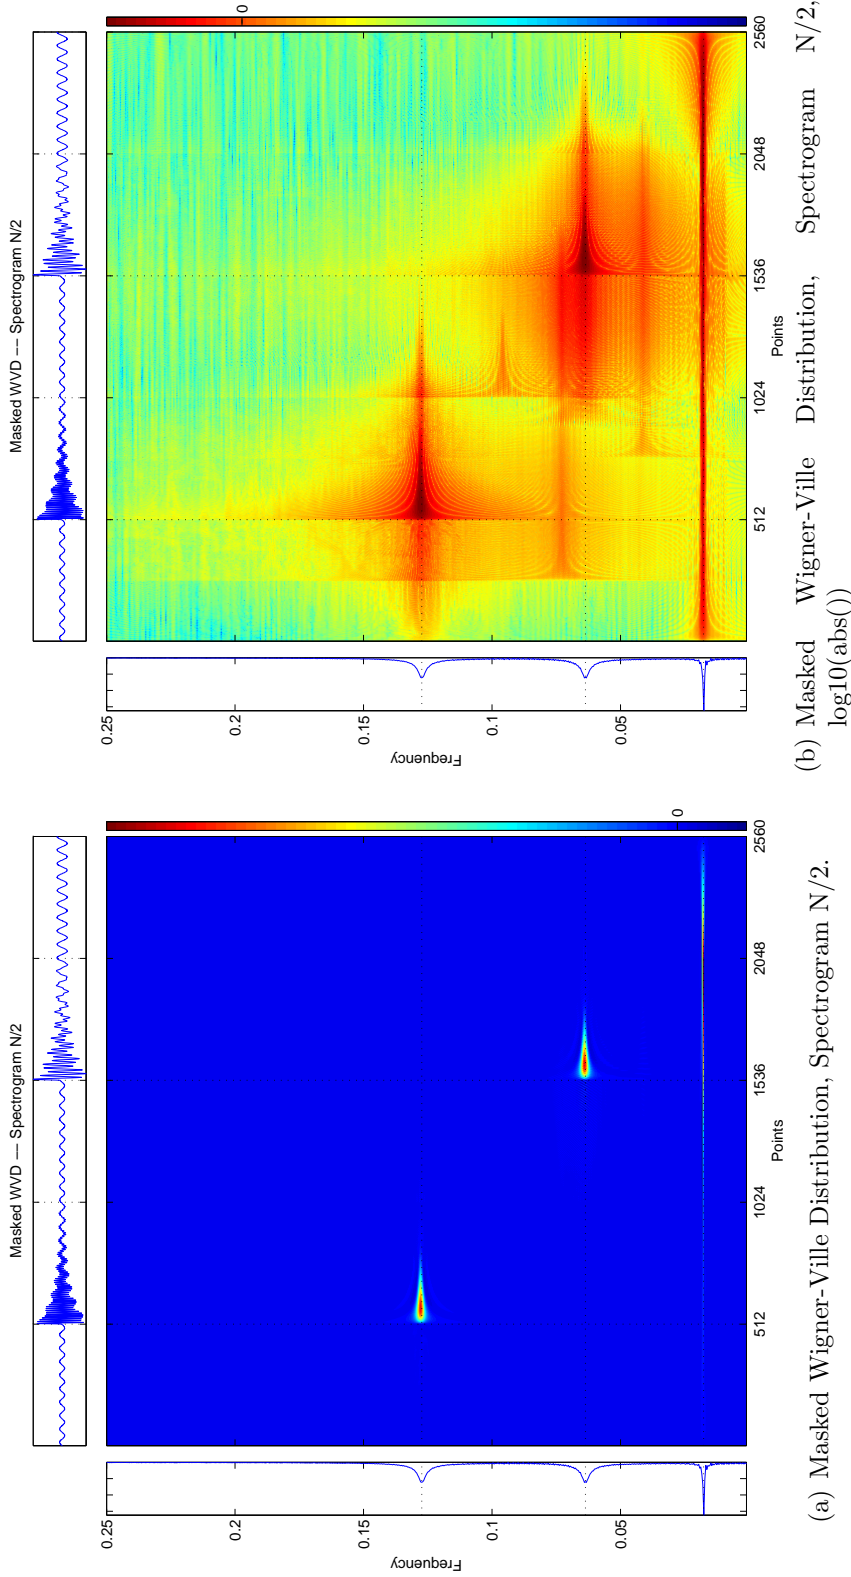 Masked WVD –– Spectrogram N/2
0.25
0.2
0.15
0.1
0.05
Frequency
512
1024
1536
2048
2560
Points
0
(a) Masked Wigner-Ville Distribution, Spectrogram N/2.
Masked WVD –– Spectrogram N/2
0.25
0.2
0.15
0.1
0.05
Frequency
512
1024
1536
2048
2560
Points
0
(b) Masked Wigner-Ville Distribution, Spectrogram N/2,
log10(abs())